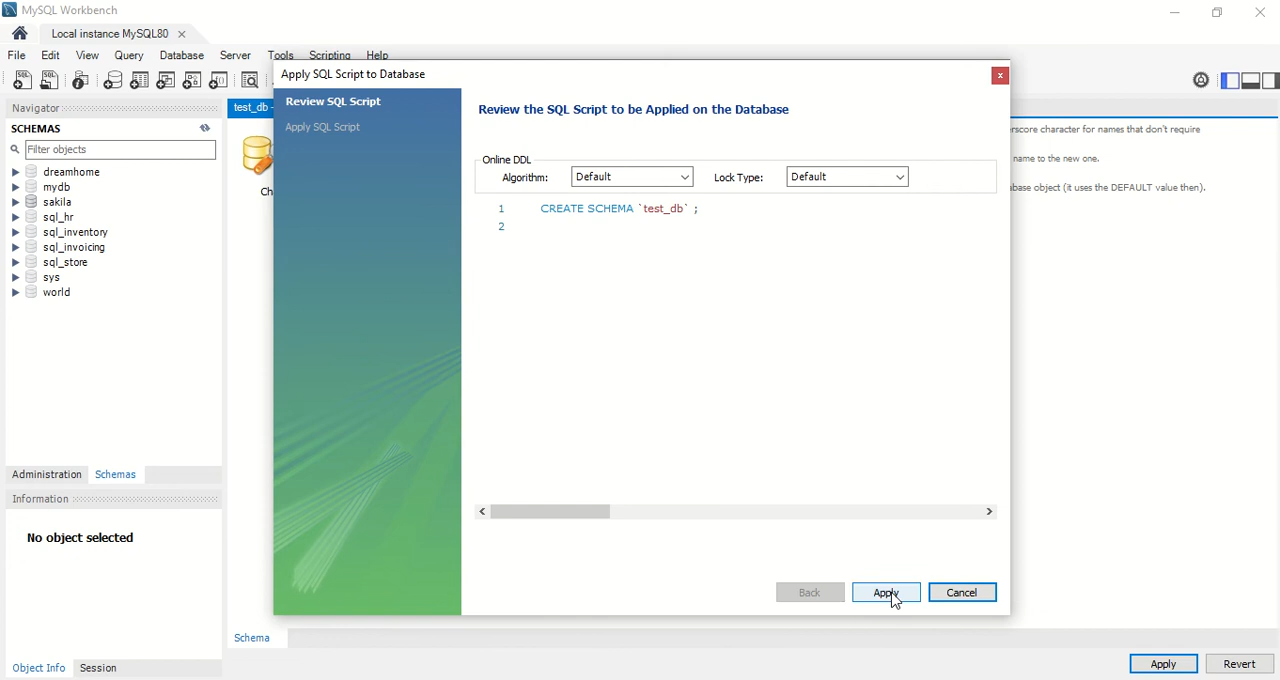 MySQL Workbench
Local instance MySQL80
File Edit View Query Database Server Tools Scripting Help
Navigator
SCHEMAS
Filter objects
dreamhome
mydb
sakila
sql_hr
sql_inventory
sql_invoicing
sql_store
sys
world
Administration Schemas
Information
No object selected
Object Info Session
test_db -
Apply SQL Script to Database
Review SQL Script
Apply SQL Script
Review the SQL Script to be Applied on the Database
Online DDL
Algorithm: Default Lock Type: Default
1 CREATE SCHEMA `test_db` ;
2
Back Apply Cancel
rscore character for names that don't require
name to the new one.
base object (it uses the DEFAULT value then).
Schema
Apply Revert